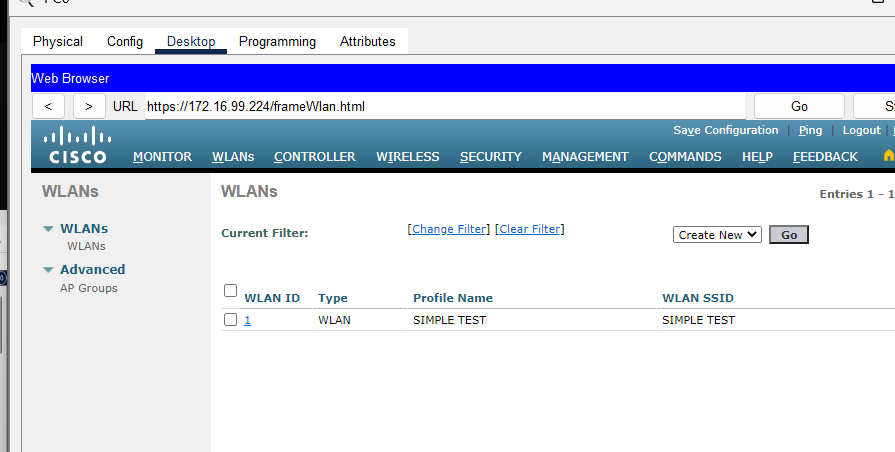 Physical Config Desktop Programming Attributes
Web Browser
< > URL https://172.16.99.224/frameWlan.html Go
Save Configuration | Ping | Logout |
CISCO MONITOR WLANs CONTROLLER WIRELESS SECURITY MANAGEMENT COMMANDS HELP FEEDBACK
WLANs
WLANs
WLANs
Advanced
AP Groups
WLANs
Entries 1 - 1
Current Filter: [Change Filter] [Clear Filter] Create New Go
WLAN ID Type Profile Name WLAN SSID
1 WLAN SIMPLE TEST SIMPLE TEST